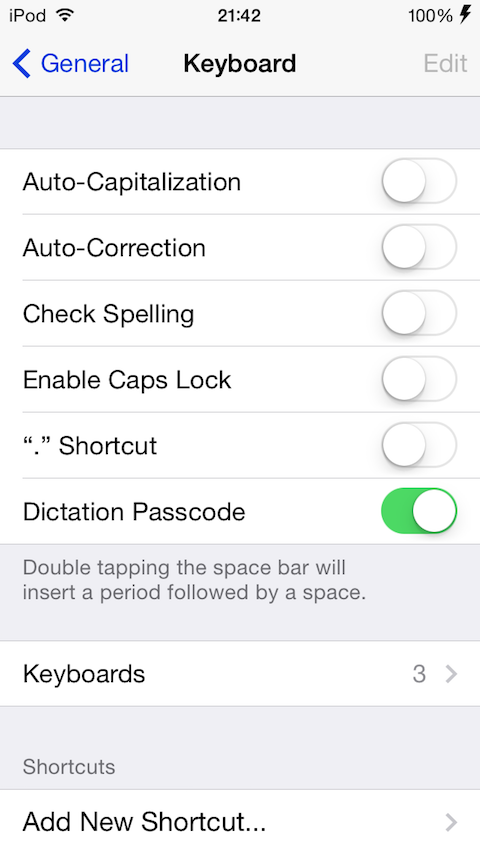 iPod 21:42 100%
General Keyboard Edit
Auto-Capitalization
Auto-Correction
Check Spelling
Enable Caps Lock
“.” Shortcut
Dictation Passcode
Double tapping the space bar will
insert a period followed by a space.
Keyboards 3
Shortcuts
Add New Shortcut...